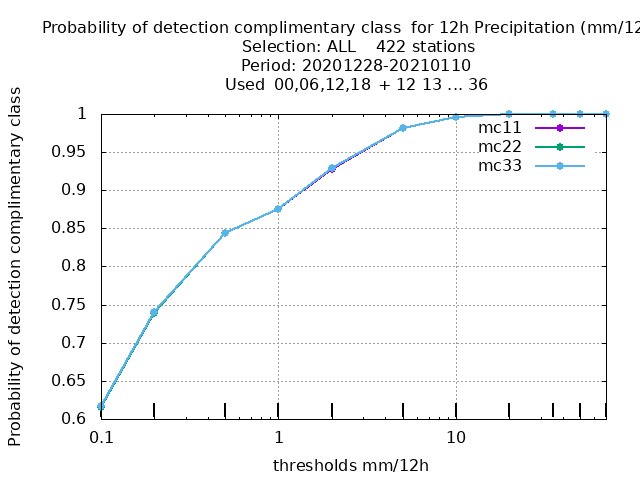 Probability of detection complimentary class for 12h Precipitation (mm/12
Selection: ALL 422 stations
Period: 20201228-20210110
Used 00,06,12,18 + 12 13 ... 36
Probability of detection complimentary class
1
0.95
0.9
0.85
0.8
0.75
0.7
0.65
0.6
mc11
mc22
mc33
0.1 1 10
thresholds mm/12h